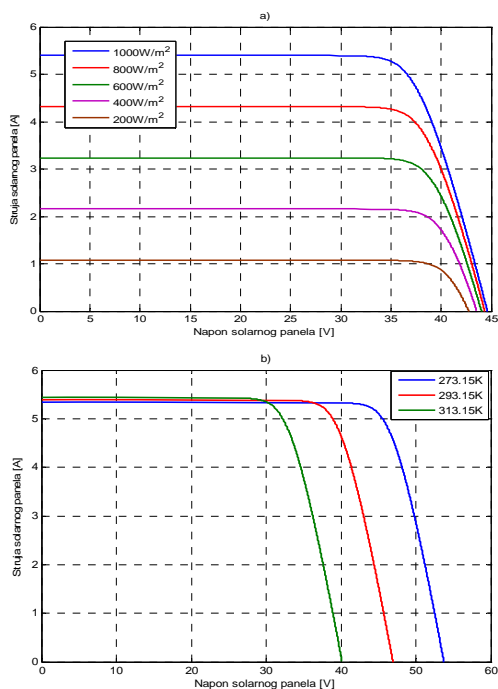 a)
Struja solarnog panela [A]
6
5
4
3
2
1
0
1000W/m²
800W/m²
600W/m²
400W/m²
200W/m²
0 5 10 15 20 25 30 35 40 45
Napon solarnog panela [V]
b)
Struja solarnog panela [A]
6
5
4
3
2
1
0
273.15K
293.15K
313.15K
0 10 20 30 40 50 60
Napon solarnog panela [V]